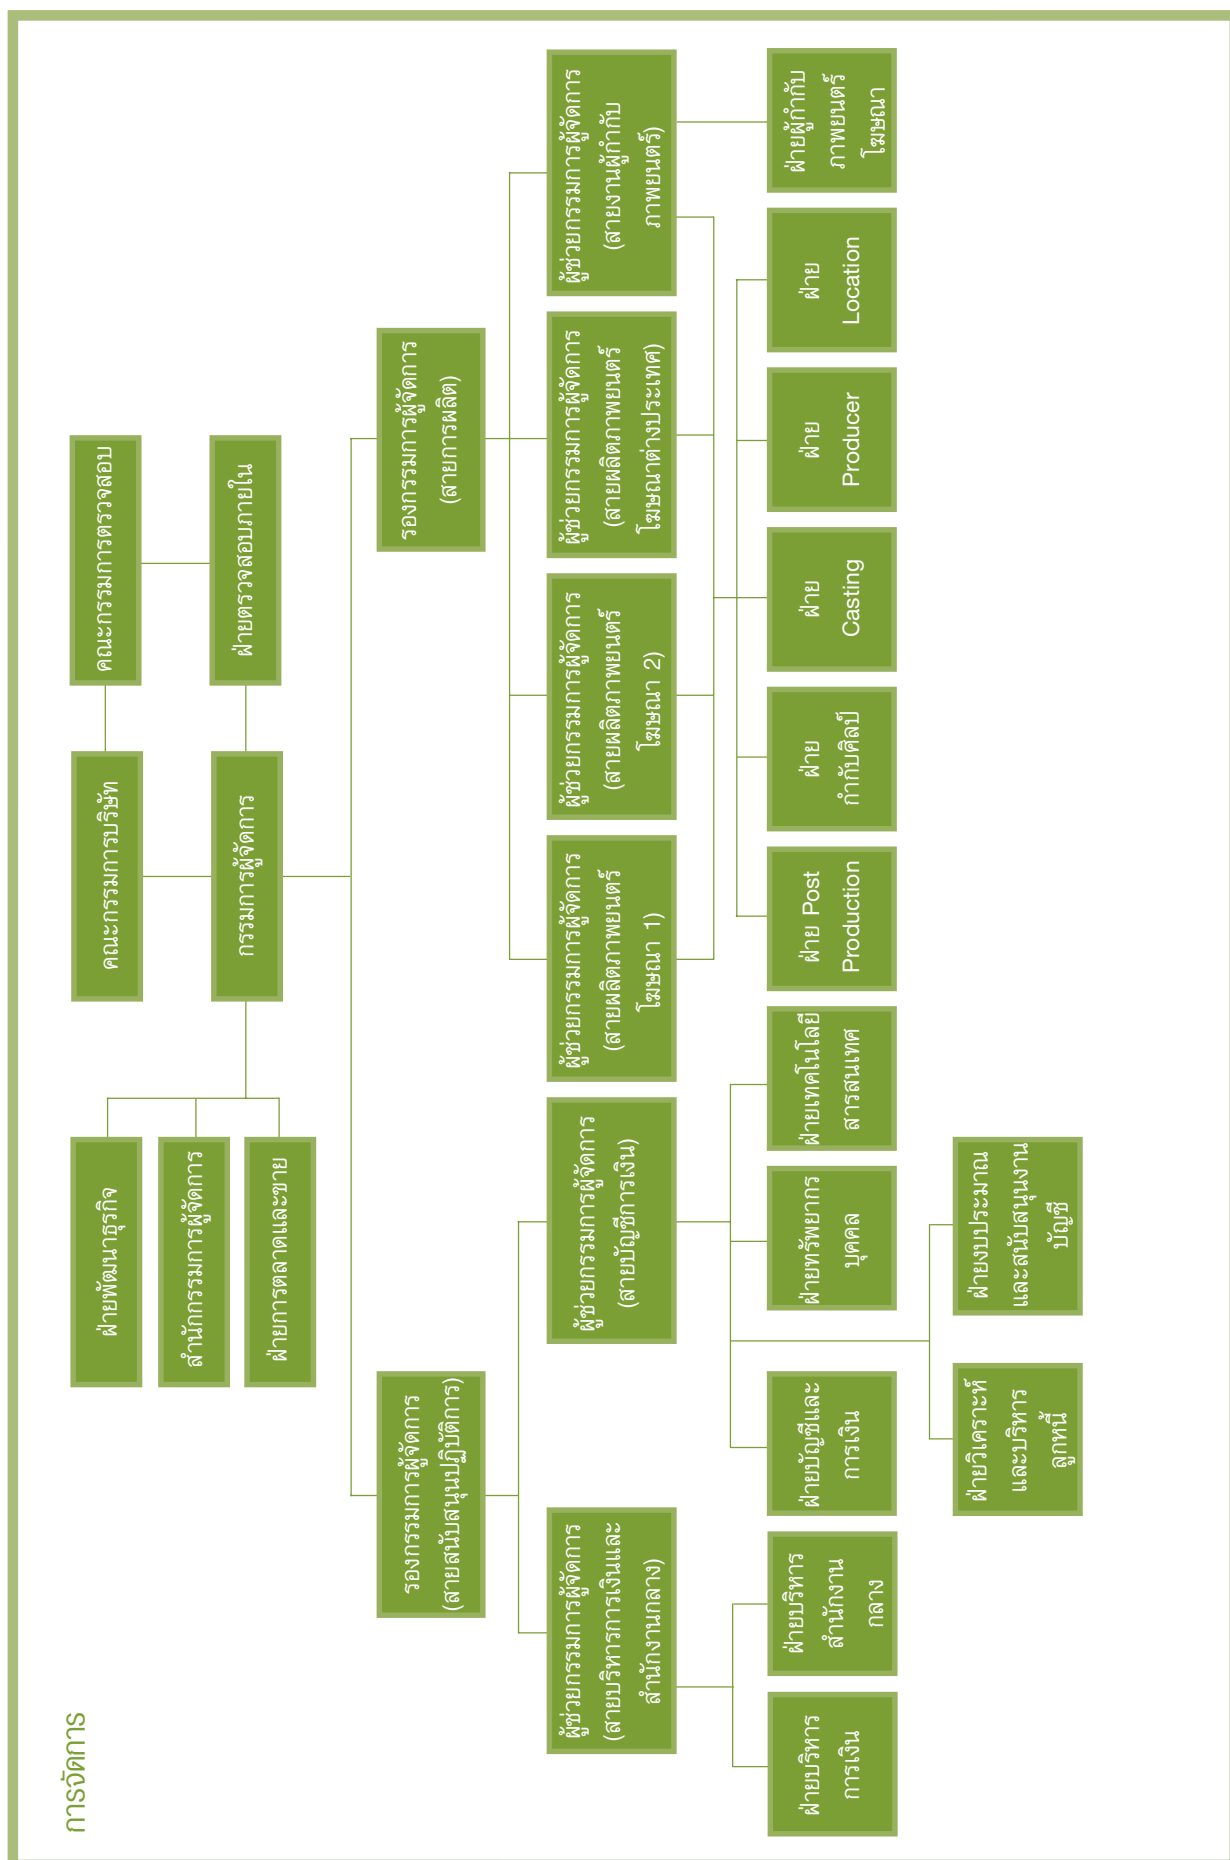 การจัดการ
คณะกรรมการบริษัท
คณะกรรมการตรวจสอบ
กรรมการผู้จัดการ
ฝ่ายตรวจสอบภายใน
ฝ่ายพัฒนาธุรกิจ
สำนักกรรมการผู้จัดการ
ฝ่ายการตลาดและขาย
รองกรรมการผู้จัดการ
(สายสนับสนุนปฏิบัติการ)
รองกรรมการผู้จัดการ
(สายการผลิต)
ผู้ช่วยกรรมการผู้จัดการ
(สายบริหารการเงินและ
สำนักงานกลาง)
ผู้ช่วยกรรมการผู้จัดการ
(สายบัญชีการเงิน)
ผู้ช่วยกรรมการผู้จัดการ
(สายผลิตภาพยนตร์
โฆษณา 1)
ผู้ช่วยกรรมการผู้จัดการ
(สายผลิตภาพยนตร์
โฆษณา 2)
ผู้ช่วยกรรมการผู้จัดการ
(สายผลิตภาพยนตร์
โฆษณาต่างประเทศ)
ผู้ช่วยกรรมการผู้จัดการ
(สายงานผู้กำกับ
ภาพยนตร์)
ฝ่ายบริหาร
การเงิน
ฝ่ายบริหาร
สำนักงาน
กลาง
ฝ่ายบัญชีและ
การเงิน
ฝ่ายทรัพยากร
บุคคล
ฝ่ายเทคโนโลยี
สารสนเทศ
ฝ่าย Post
Production
ฝ่าย
กำกับศิลป์
ฝ่าย
Casting
ฝ่าย
Producer
ฝ่าย
Location
ฝ่ายผู้กำกับ
ภาพยนตร์
โฆษณา
ฝ่ายวิเคราะห์
และบริหาร
ลูกหนี้
ฝ่ายงบประมาณ
และสนับสนุนงาน
บัญชี